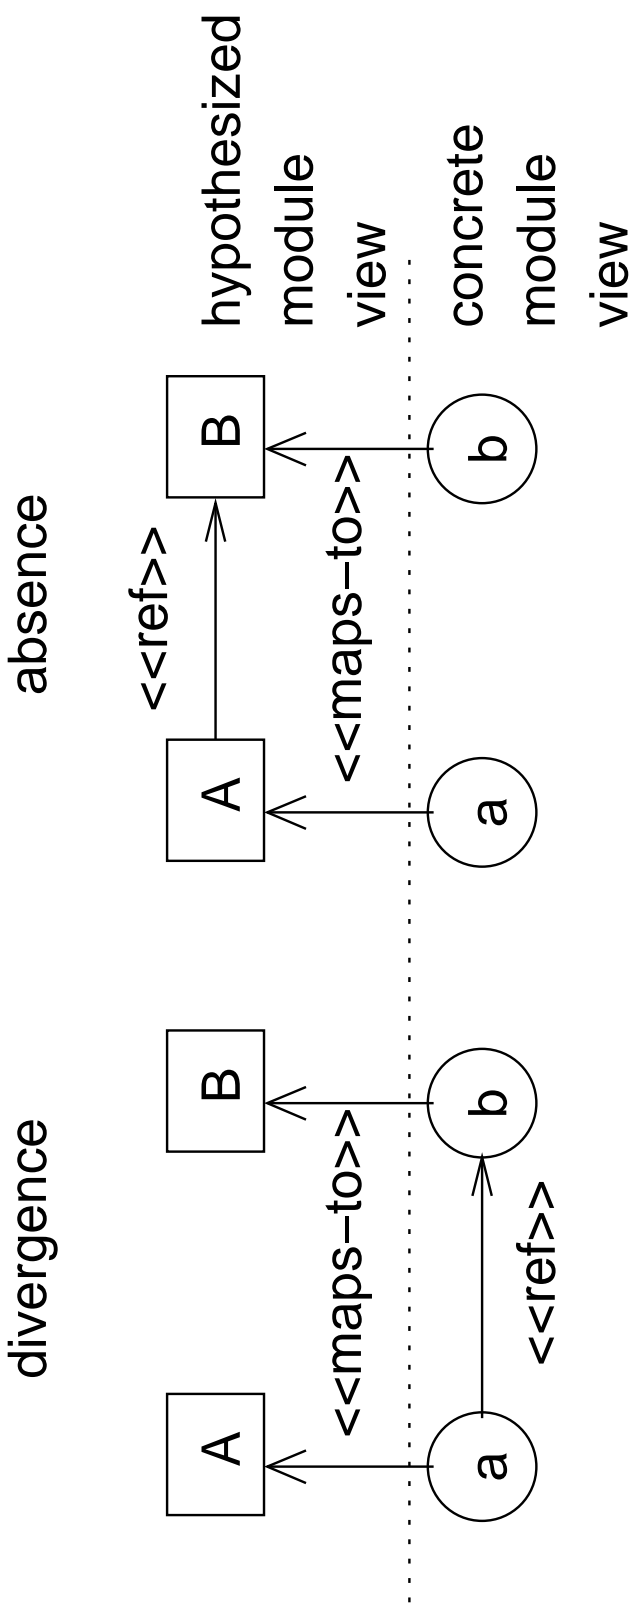 divergence
absence
A
B
A
<<ref>>
B
hypothesized
module
view
<<maps−to>>
<<maps−to>>
a
b
<<ref>>
a
b
concrete
module
view